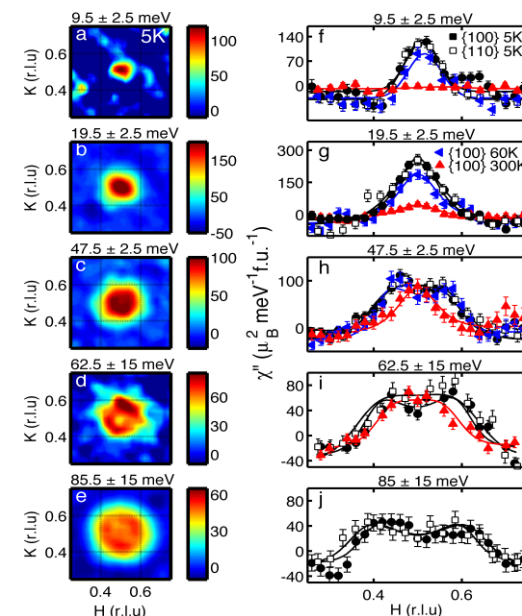 9.5 ± 2.5 meV
a
5K
0.6
0.4
K (r.l.u)
100
50
0
19.5 ± 2.5 meV
b
0.6
0.4
K (r.l.u)
150
50
-50
47.5 ± 2.5 meV
c
0.6
0.4
K (r.l.u)
100
50
0
62.5 ± 15 meV
d
0.6
0.4
K (r.l.u)
80
40
0
85.5 ± 15 meV
e
0.6
0.4
K (r.l.u)
60
40
20
0
0.4 0.6
H (r.l.u)
χ'' (μ_B^2 meV^-1 f.u.^-1)
9.5 ± 2.5 meV
f
{100} 5K
{110} 5K
140
70
0
19.5 ± 2.5 meV
g
{100} 60K
{100} 300K
300
150
0
47.5 ± 2.5 meV
h
100
0
62.5 ± 15 meV
i
80
40
0
-40
85 ± 15 meV
j
80
40
0
-40
0.4 0.6
H (r.l.u)